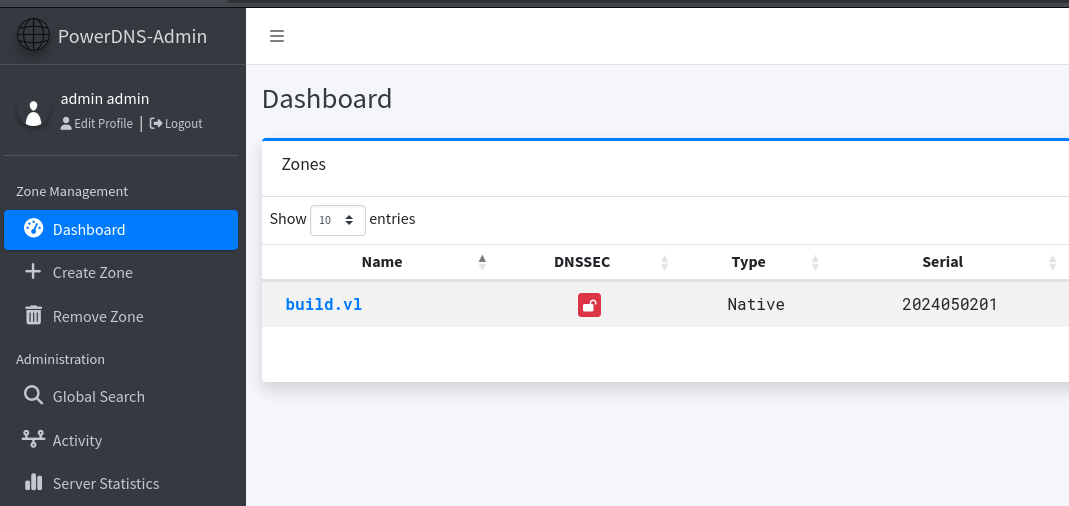 PowerDNS-Admin
admin admin
Edit Profile | Logout
Zone Management
Dashboard
Create Zone
Remove Zone
Administration
Global Search
Activity
Server Statistics
Dashboard
Zones
Show 10 entries
Name DNSSEC Type Serial
build.vl Native 2024050201